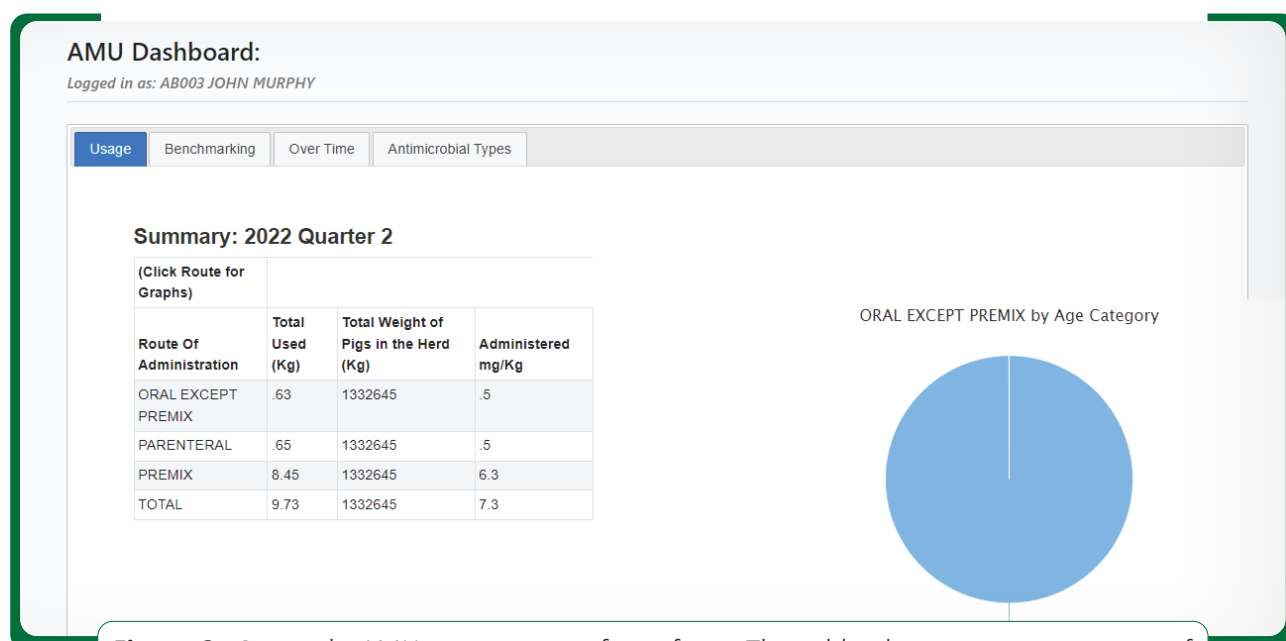 AMU Dashboard:
Logged in as: AB003 JOHN MURPHY
Usage Benchmarking Over Time Antimicrobial Types
Summary: 2022 Quarter 2
(Click Route for
Graphs)
Route Of
Administration
Total
Used
(Kg)
Total Weight of
Pigs in the Herd
(Kg)
Administered
mg/Kg
ORAL EXCEPT
PREMIX
.63 1332645 .5
PARENTERAL .65 1332645 .5
PREMIX 8.45 1332645 6.3
TOTAL 9.73 1332645 7.3
ORAL EXCEPT PREMIX by Age Category